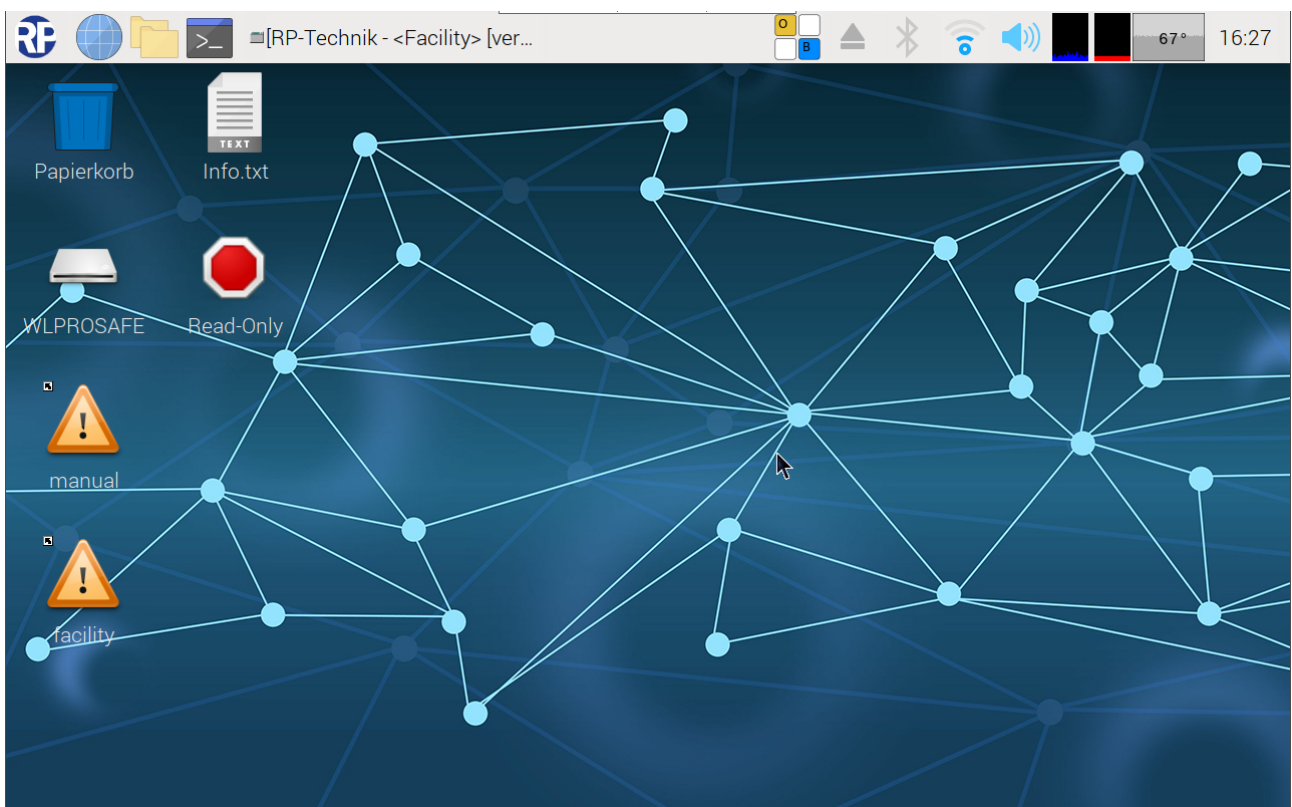 RP
>_
[RP-Technik - <Facility> [ver...
O
B
67°
16:27
TEXT
Papierkorb
Info.txt
WLPROSAFE
Read-Only
!
manual
!
facility